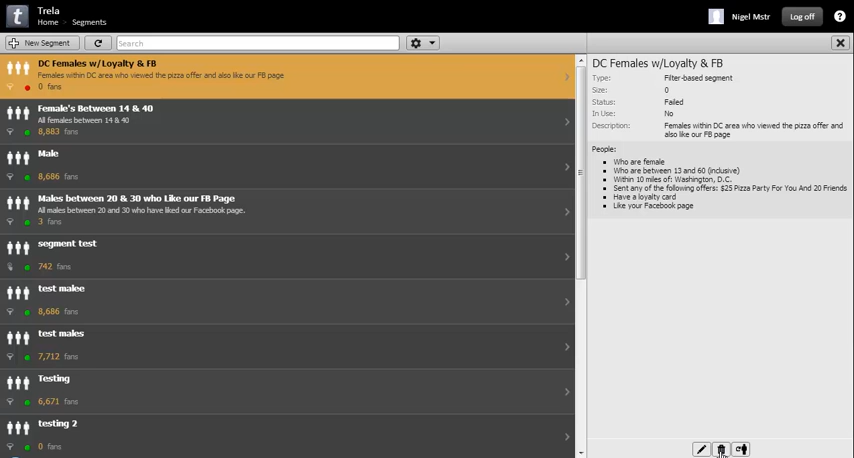 t Trela
Home > Segments
Nigel Mstr
Log off
?
New Segment
Search
DC Females w/Loyalty & FB
Females within DC area who viewed the pizza offer and also like our FB page
0 fans
Female's Between 14 & 40
All females between 14 & 40
8,883 fans
Male
8,686 fans
Males between 20 & 30 who Like our FB Page
All males between 20 and 30 who have liked our Facebook page.
3 fans
segment test
742 fans
test malee
8,686 fans
test males
7,712 fans
Testing
6,671 fans
testing 2
0 fans
DC Females w/Loyalty & FB
Type: Filter-based segment
Size: 0
Status: Failed
In Use: No
Description: Females within DC area who viewed the pizza offer and
also like our FB page
People:
Who are female
Who are between 13 and 60 (inclusive)
Within 10 miles of: Washington, D.C.
Sent any of the following offers: $25 Pizza Party For You And 20 Friends
Have a loyalty card
Like your Facebook page